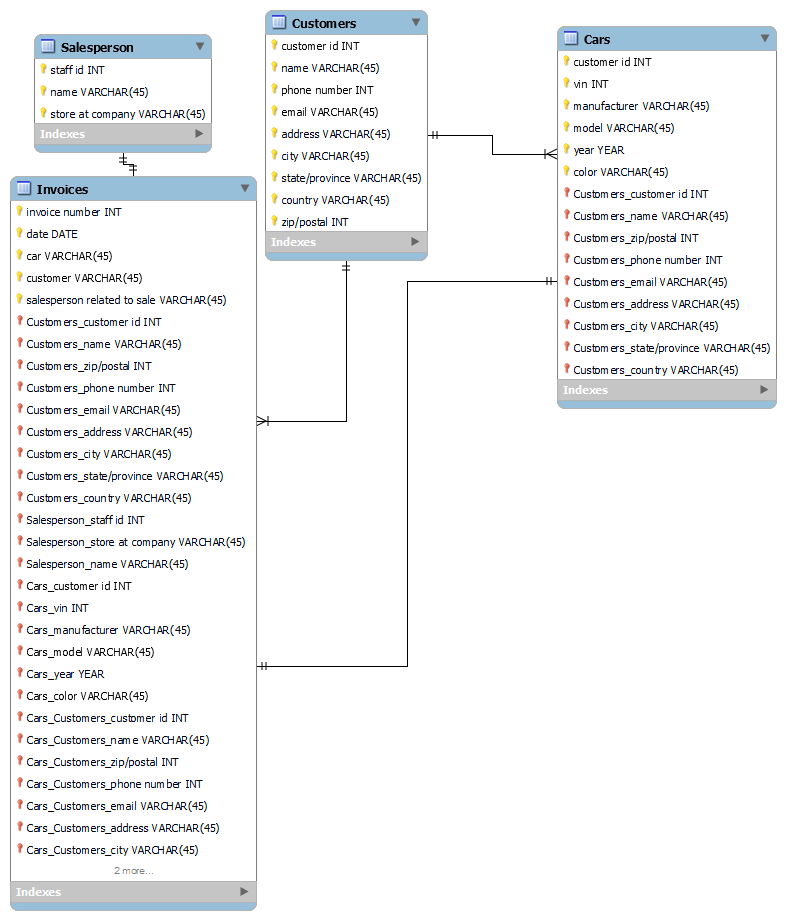 Salesperson
staff id INT
name VARCHAR(45)
store at company VARCHAR(45)
Indexes
Customers
customer id INT
name VARCHAR(45)
phone number INT
email VARCHAR(45)
address VARCHAR(45)
city VARCHAR(45)
state/province VARCHAR(45)
country VARCHAR(45)
zip/postal INT
Indexes
Cars
customer id INT
vin INT
manufacturer VARCHAR(45)
model VARCHAR(45)
year YEAR
color VARCHAR(45)
Customers_customer id INT
Customers_name VARCHAR(45)
Customers_zip/postal INT
Customers_phone number INT
Customers_email VARCHAR(45)
Customers_address VARCHAR(45)
Customers_city VARCHAR(45)
Customers_state/province VARCHAR(45)
Customers_country VARCHAR(45)
Indexes
Invoices
invoice number INT
date DATE
car VARCHAR(45)
customer VARCHAR(45)
salesperson related to sale VARCHAR(45)
Customers_customer id INT
Customers_name VARCHAR(45)
Customers_zip/postal INT
Customers_phone number INT
Customers_email VARCHAR(45)
Customers_address VARCHAR(45)
Customers_city VARCHAR(45)
Customers_state/province VARCHAR(45)
Customers_country VARCHAR(45)
Salesperson_staff id INT
Salesperson_store at company VARCHAR(45)
Salesperson_name VARCHAR(45)
Cars_customer id INT
Cars_vin INT
Cars_manufacturer VARCHAR(45)
Cars_model VARCHAR(45)
Cars_year YEAR
Cars_color VARCHAR(45)
Cars_Customers_customer id INT
Cars_Customers_name VARCHAR(45)
Cars_Customers_zip/postal INT
Cars_Customers_phone number INT
Cars_Customers_email VARCHAR(45)
Cars_Customers_address VARCHAR(45)
Cars_Customers_city VARCHAR(45)
2 more...
Indexes